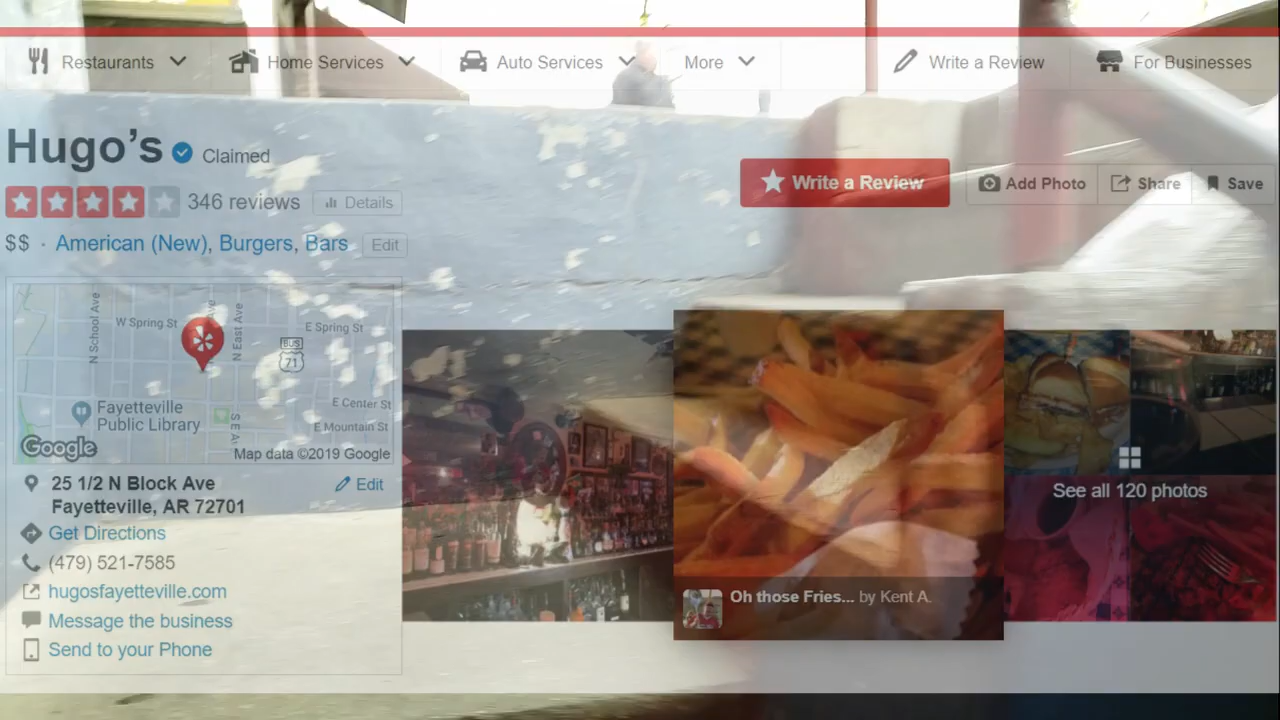 Restaurants
Home Services
Auto Services
More
Write a Review
For Businesses
Hugo's
Claimed
346 reviews
Details
Write a Review
Add Photo
Share
Save
$$ · American (New), Burgers, Bars
Edit
N School Ave
W Spring St
N East Ave
E Spring St
BUS
71
Fayetteville
Public Library
E Center St
E Mountain St
Google
Map data ©2019 Google
25 1/2 N Block Ave
Fayetteville, AR 72701
Edit
Get Directions
(479) 521-7585
hugosfayetteville.com
Message the business
Send to your Phone
Oh those Fries... by Kent A.
See all 120 photos